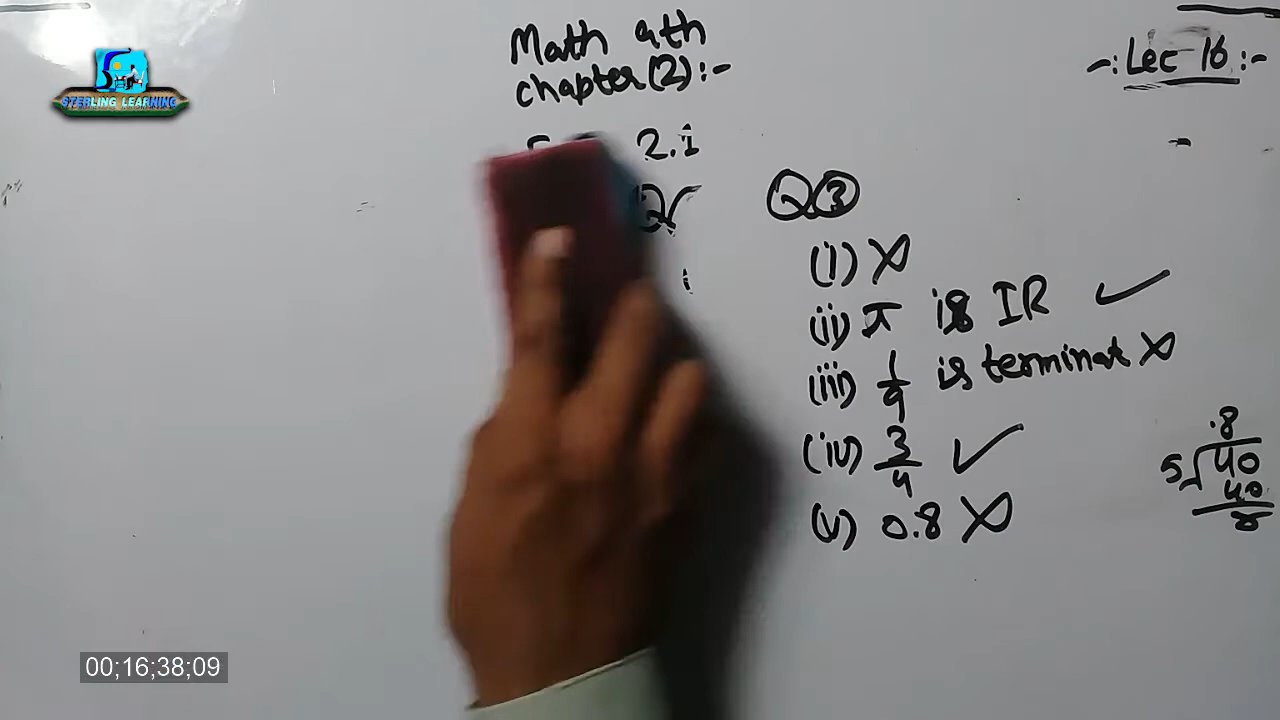 STERLING LEARNING
Math 9th
chapter(2):-
-: Lec 16 :-
2.1
Q 3
(i) X
(ii) π is IR ✓
(iii) 1/9 is terminat X
(iv) 3/4 ✓
(v) 0.8 X
.8
5 40
40
0
00;16;38;09